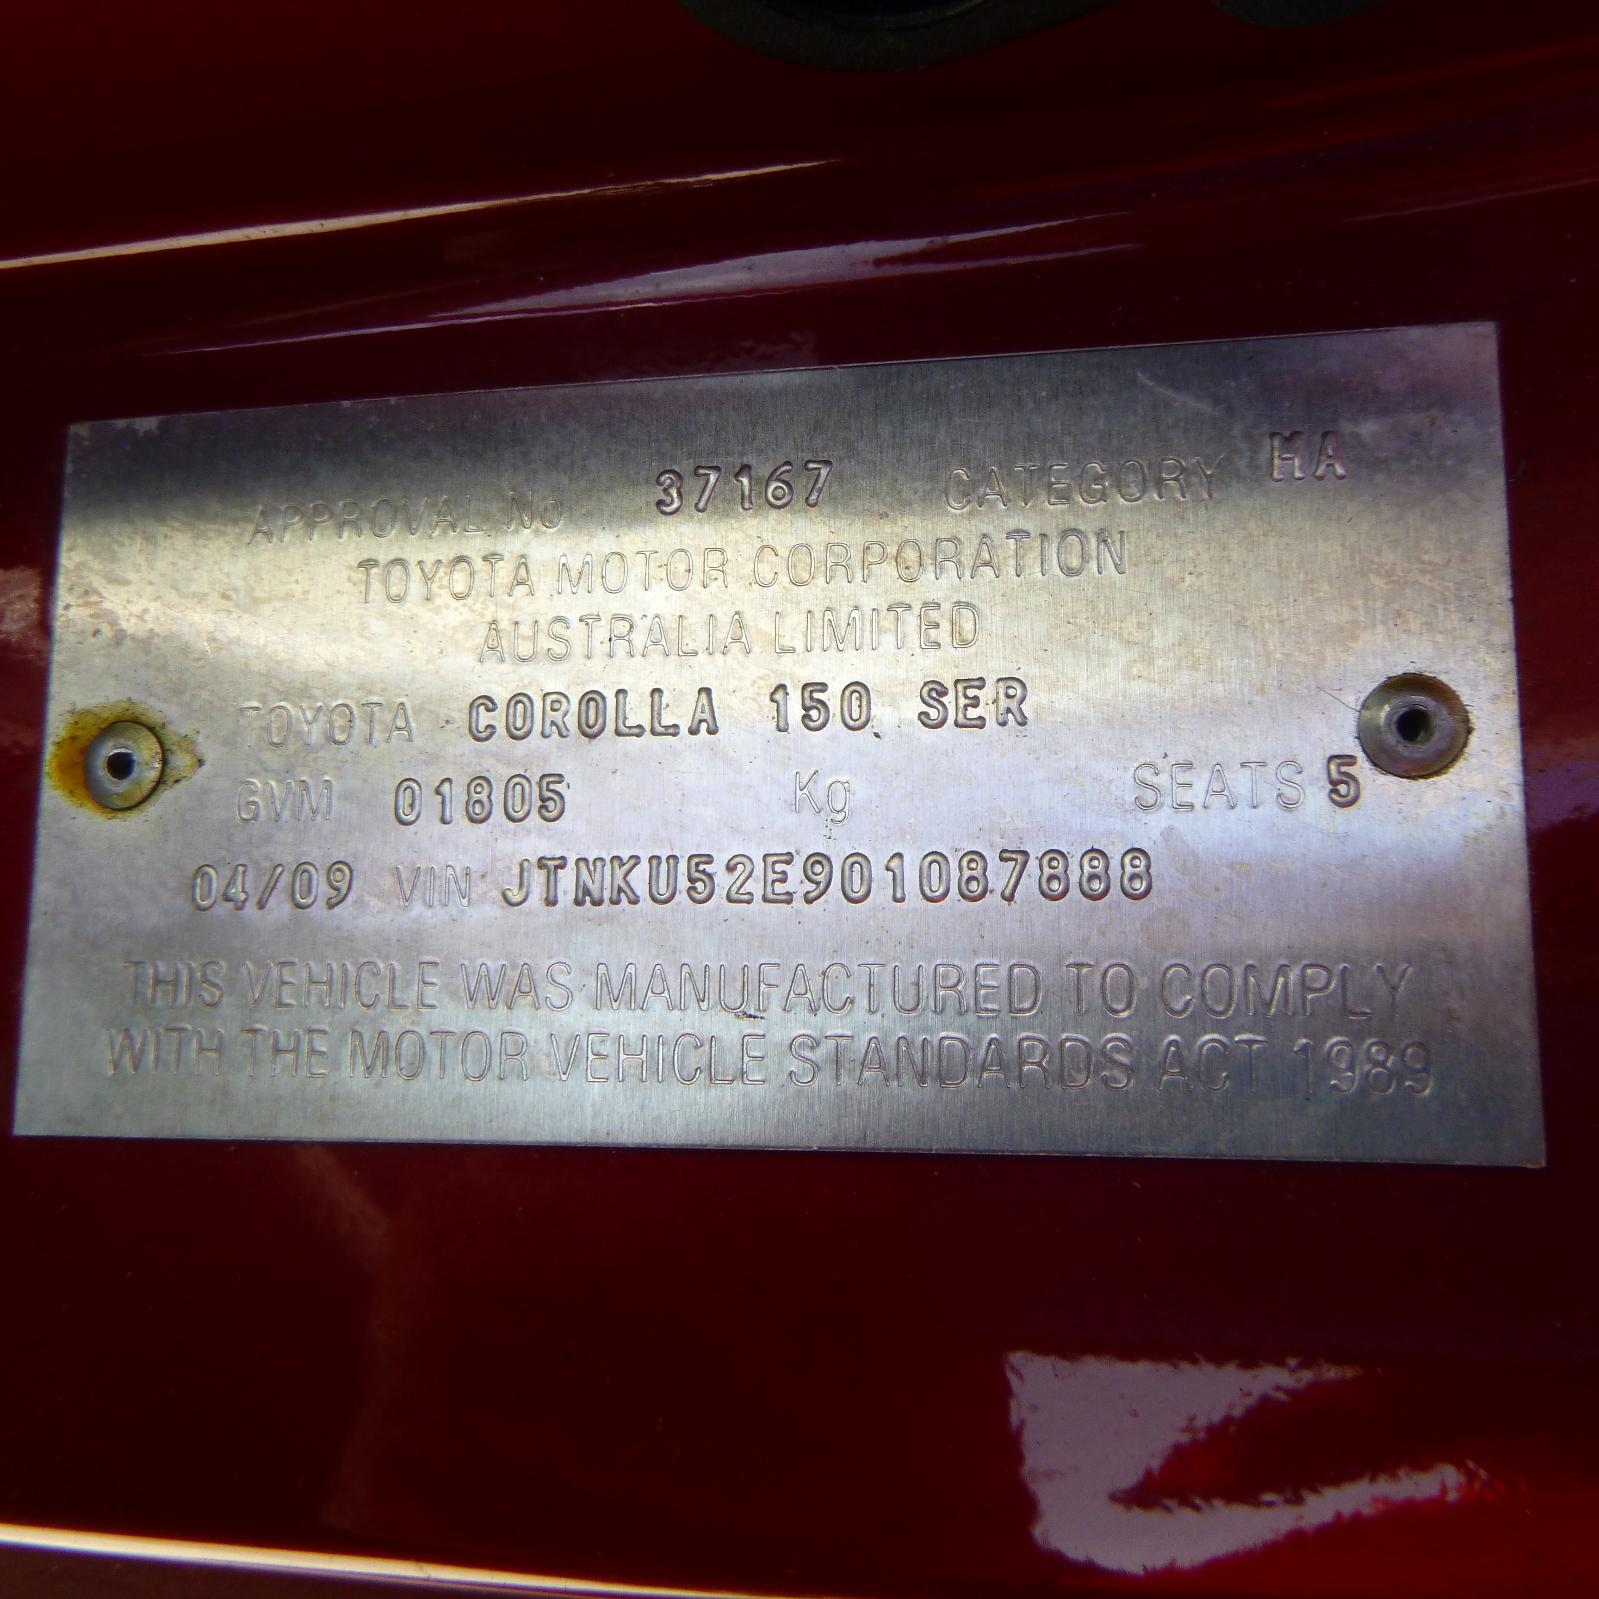 APPROVAL No 37167 CATEGORY MA
TOYOTA MOTOR CORPORATION
AUSTRALIA LIMITED
TOYOTA COROLLA 150 SER
GVM 01805 Kg SEATS 5
04/09 VIN JTNKU52E901087888
THIS VEHICLE WAS MANUFACTURED TO COMPLY
WITH THE MOTOR VEHICLE STANDARDS ACT 1989